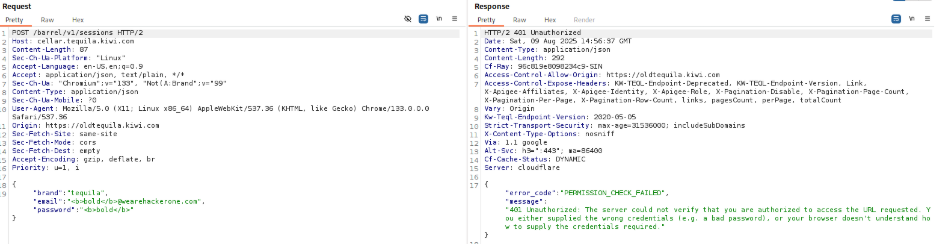 Request
Pretty Raw Hex
\n
1 POST /barrel/v1/sessions HTTP/2
2 Host: cellar.tequila.kiwi.com
3 Content-Length: 87
4 Sec-Ch-Ua-Platform: "Linux"
5 Accept-Language: en-US,en;q=0.9
6 Accept: application/json, text/plain, */*
7 Sec-Ch-Ua: "Chromium";v="133", "Not(A:Brand";v="99"
8 Content-Type: application/json
9 Sec-Ch-Ua-Mobile: ?0
10 User-Agent: Mozilla/5.0 (X11; Linux x86_64) AppleWebKit/537.36 (KHTML, like Gecko) Chrome/133.0.0.0
Safari/537.36
11 Origin: https://oldtequila.kiwi.com
12 Sec-Fetch-Site: same-site
13 Sec-Fetch-Mode: cors
14 Sec-Fetch-Dest: empty
15 Accept-Encoding: gzip, deflate, br
16 Priority: u=1, i
17
18 {
19 "brand":"tequila",
"email":"<b>bold</b>@wearehackerone.com",
"password":"<b>bold</b>"
}
Response
Pretty Raw Hex Render
\n
1 HTTP/2 401 Unauthorized
2 Date: Sat, 09 Aug 2025 14:56:37 GMT
3 Content-Type: application/json
4 Content-Length: 292
5 Cf-Ray: 96c819e8098234c9-SIN
6 Access-Control-Allow-Origin: https://oldtequila.kiwi.com
7 Access-Control-Expose-Headers: KW-TEQL-Endpoint-Deprecated, KW-TEQL-Endpoint-Version, Link,
X-Apigee-Affiliates, X-Apigee-Identity, X-Apigee-Role, X-Pagination-Disable, X-Pagination-Page-Count,
X-Pagination-Per-Page, X-Pagination-Row-Count, links, pagesCount, perPage, totalCount
8 Vary: Origin
9 Kw-Teql-Endpoint-Version: 2020-05-05
10 Strict-Transport-Security: max-age=31536000; includeSubDomains
11 X-Content-Type-Options: nosniff
12 Via: 1.1 google
13 Alt-Svc: h3=":443"; ma=86400
14 Cf-Cache-Status: DYNAMIC
15 Server: cloudflare
16
17 {
"error_code":"PERMISSION_CHECK_FAILED",
"message":
"401 Unauthorized: The server could not verify that you are authorized to access the URL requested. Y
ou either supplied the wrong credentials (e.g. a bad password), or your browser doesn't understand ho
w to supply the credentials required."
}